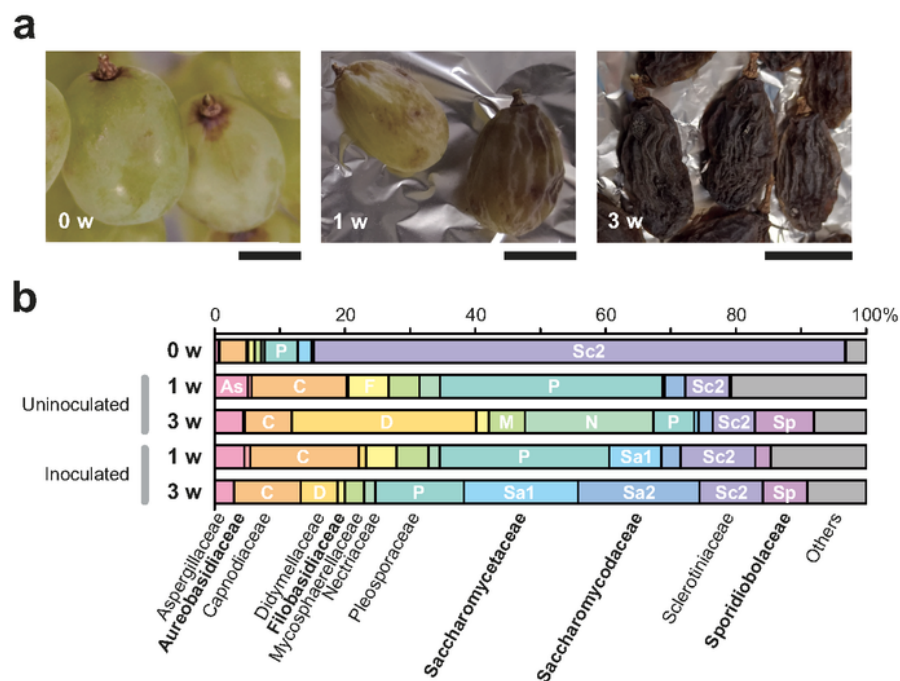 a
0 w
1 w
3 w
b
0 20 40 60 80 100%
0 w P Sc2
Uninoculated
1 w As C F P Sc2
3 w C D M N P Sc2 Sp
Inoculated
1 w C P Sa1 Sc2
3 w C D P Sa1 Sa2 Sc2 Sp
Aspergillaceae
Aureobasidiaceae
Capnodiaceae
Didymellaceae
Filobasidiaceae
Mycosphaerellaceae
Nectriaceae
Pleosporaceae
Saccharomycetaceae
Saccharomycodaceae
Sclerotiniaceae
Sporidiobolaceae
Others